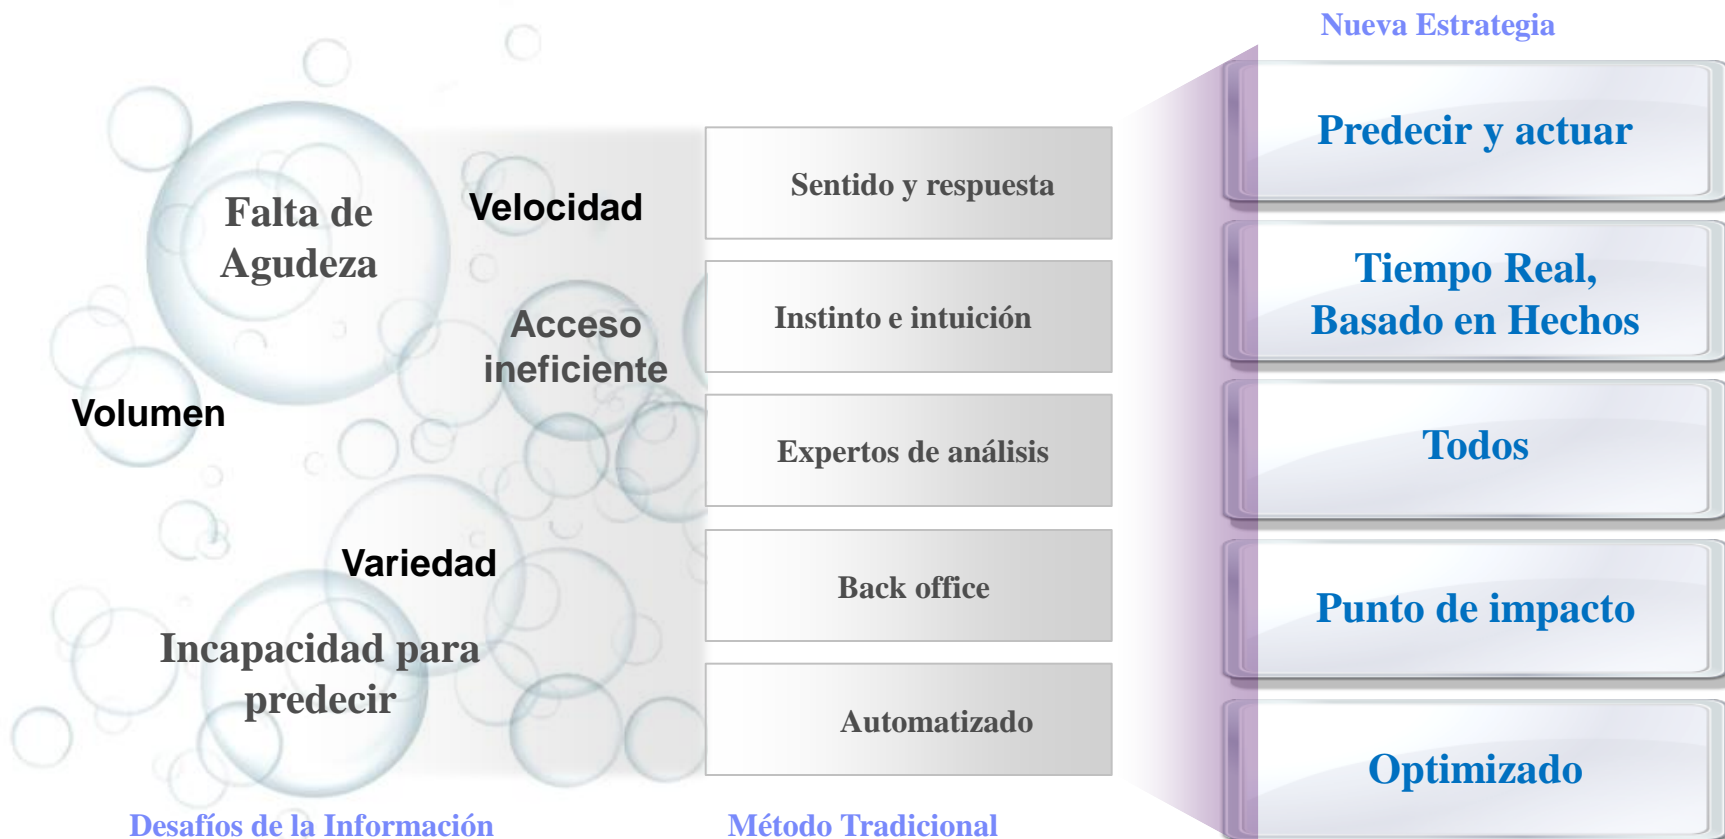 Nueva Estrategia
Falta de
Agudeza
Velocidad
Acceso
ineficiente
Volumen
Variedad
Incapacidad para
predecir
Desafíos de la Información
Sentido y respuesta
Instinto e intuición
Expertos de análisis
Back office
Automatizado
Método Tradicional
Predecir y actuar
Tiempo Real,
Basado en Hechos
Todos
Punto de impacto
Optimizado